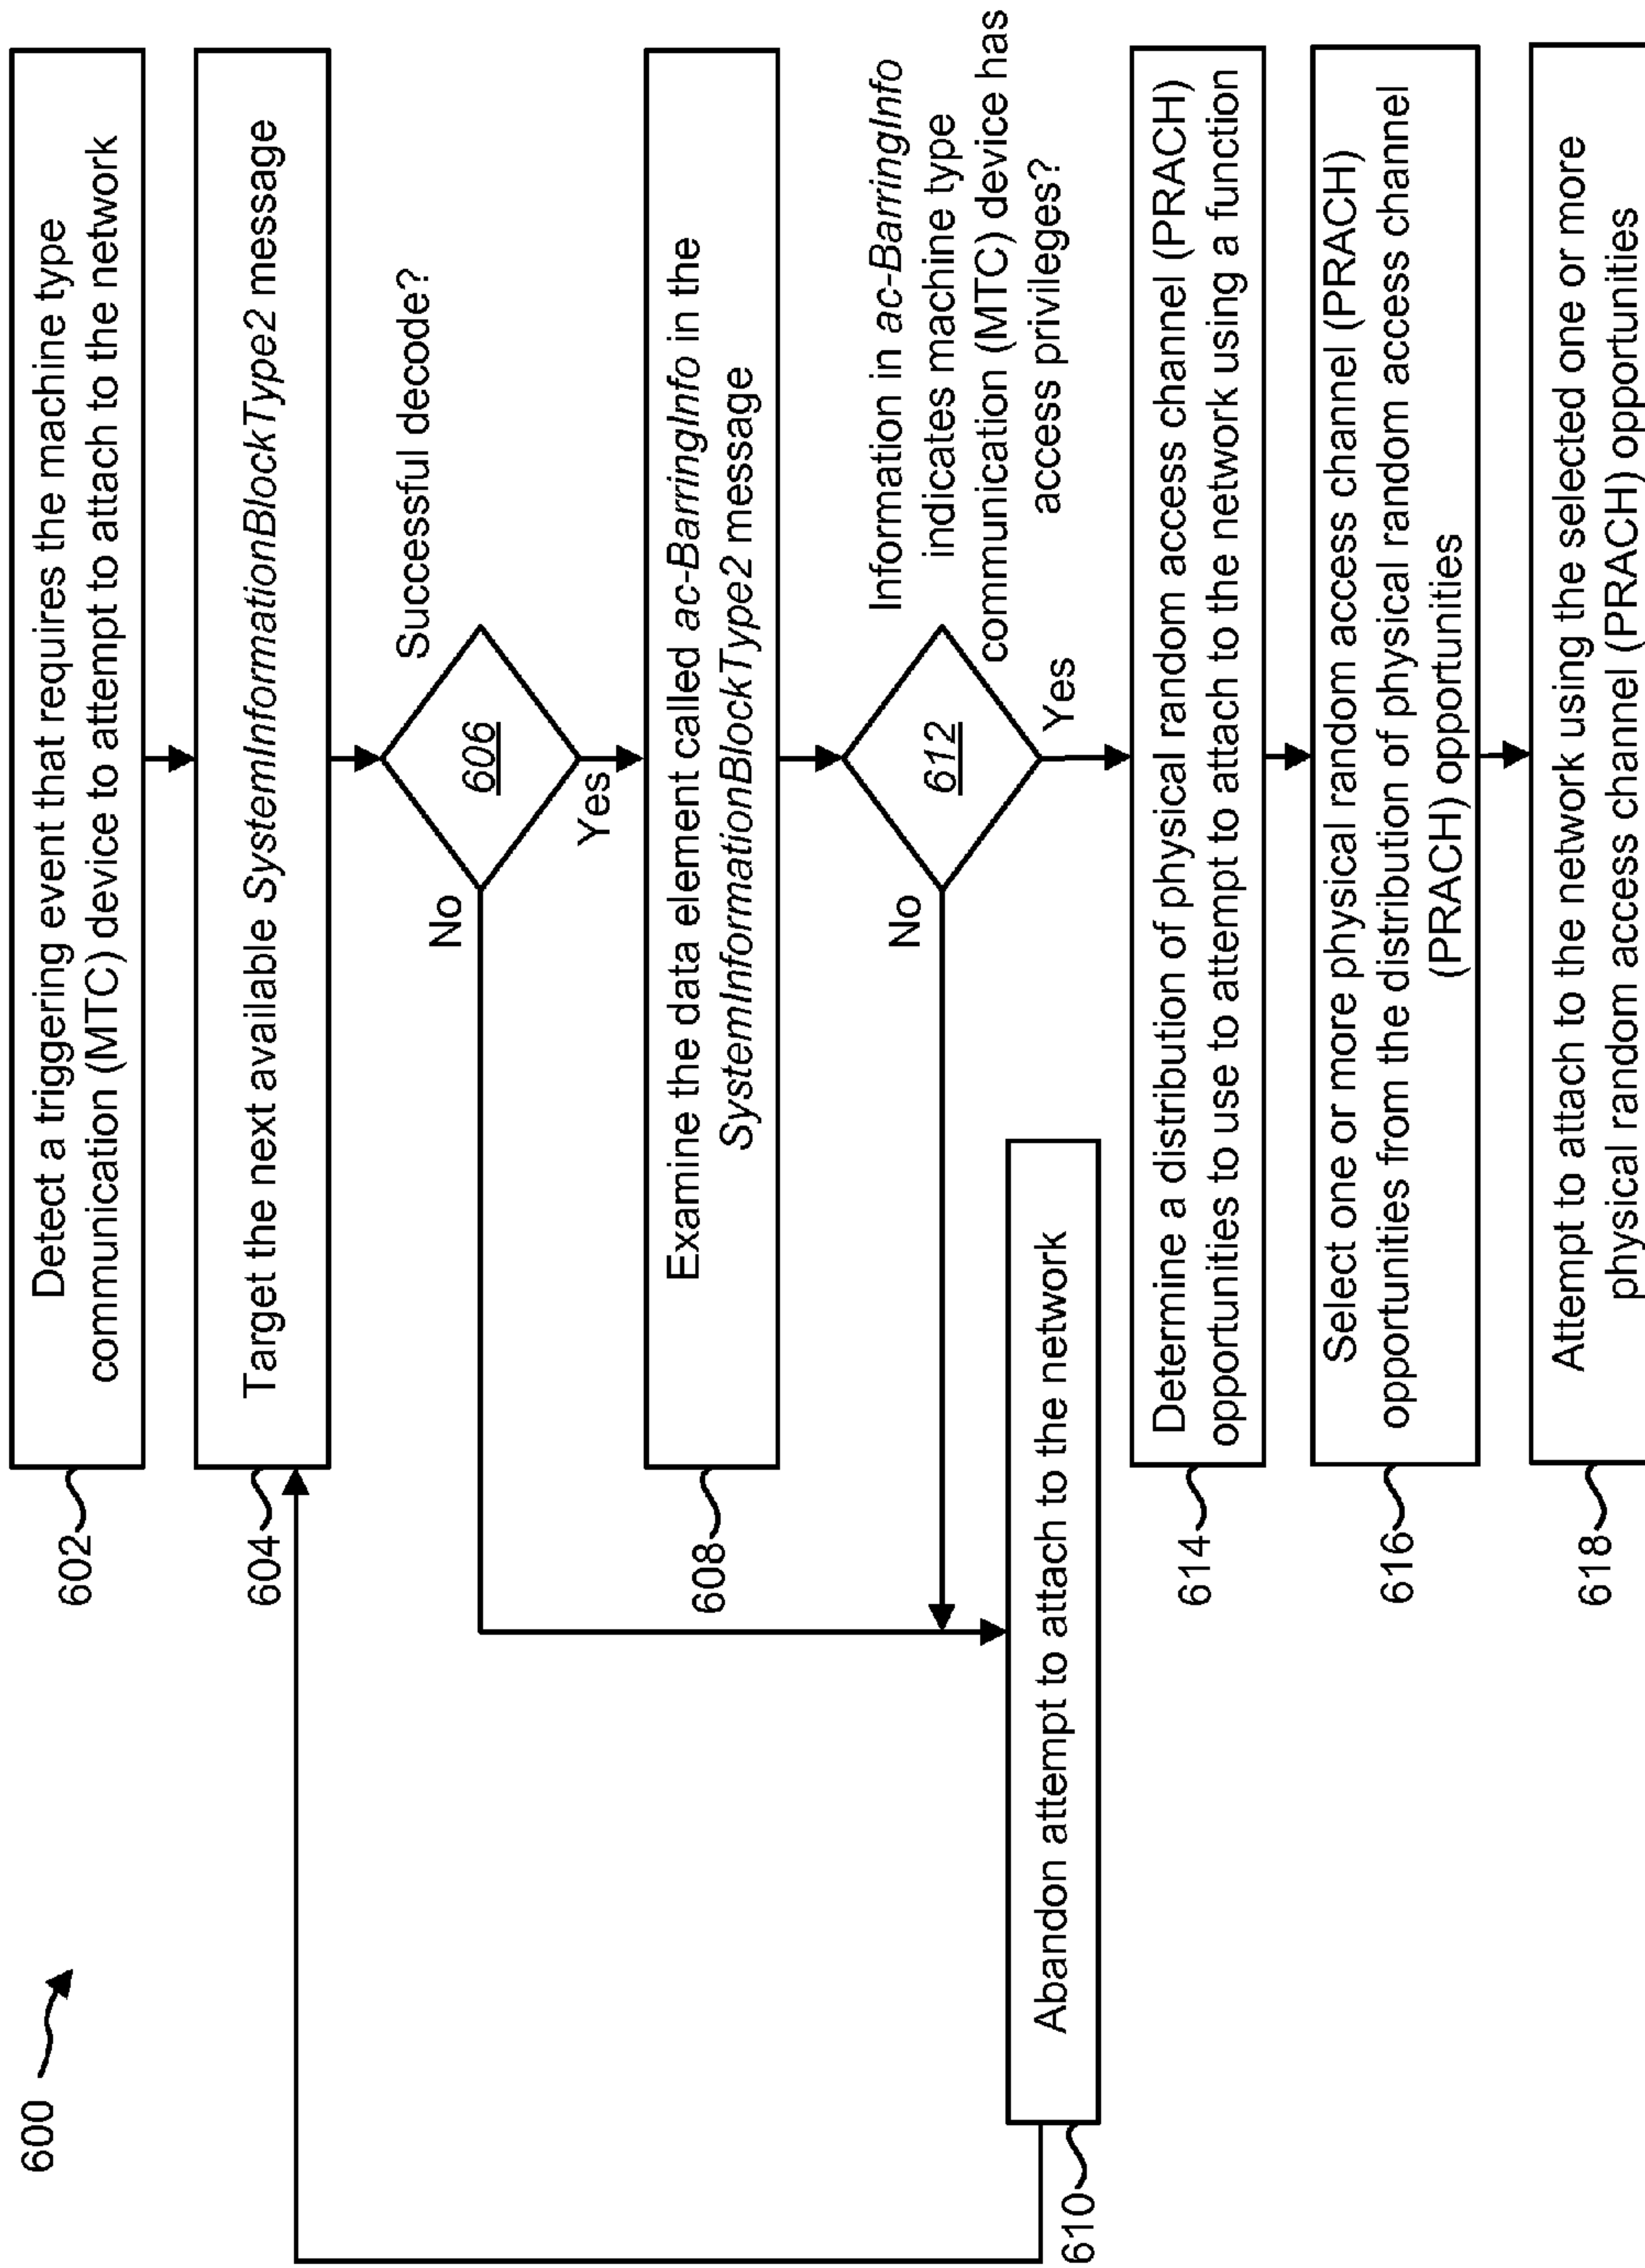 600
602
Detect a triggering event that requires the machine type
communication (MTC) device to attempt to attach to the network
604
Target the next available SystemInformationBlockType2 message
Successful decode?
606
No
Yes
608
Examine the data element called ac-BarringInfo in the
SystemInformationBlockType2 message
Information in ac-BarringInfo
indicates machine type
communication (MTC) device has
access privileges?
612
No
Yes
610
Abandon attempt to attach to the network
614
Determine a distribution of physical random access channel (PRACH)
opportunities to use to attempt to attach to the network using a function
616
Select one or more physical random access channel (PRACH)
opportunities from the distribution of physical random access channel
(PRACH) opportunities
618
Attempt to attach to the network using the selected one or more
physical random access channel (PRACH) opportunities